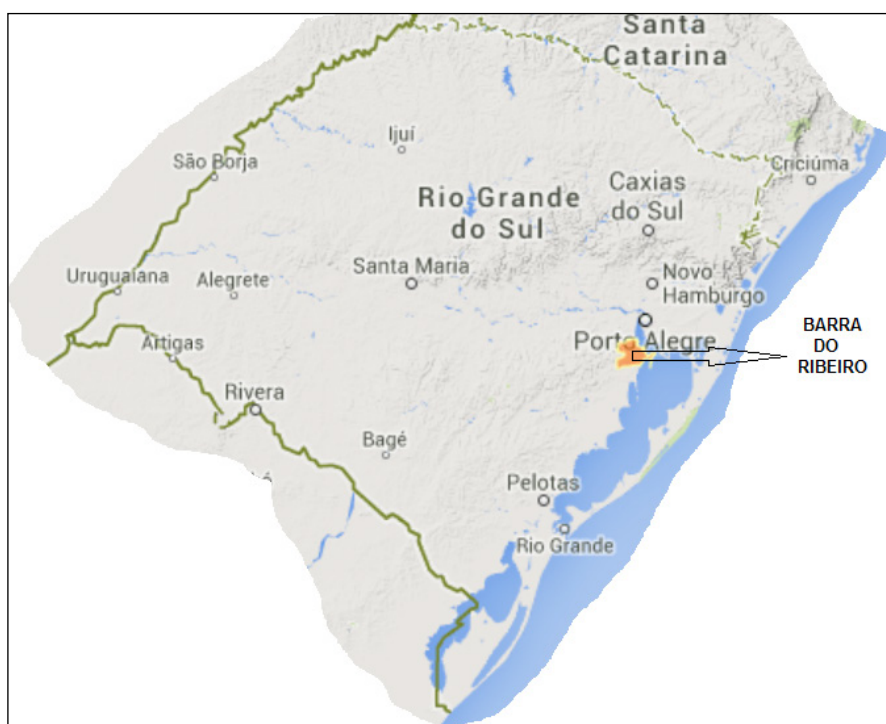 Santa
Catarina
Ijuí
São Borja
Criciúma
Caxias
do Sul
Rio Grande
do Sul
Santa Maria
Novo
Hamburgo
Uruguaiana
Alegrete
Porto Alegre
Artigas
BARRA
DO
RIBEIRO
Rivera
Bagé
Pelotas
Rio Grande